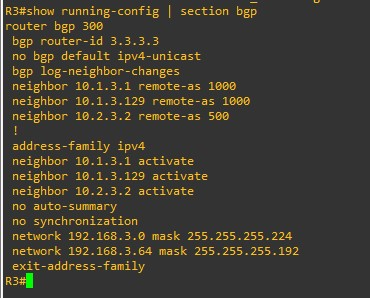 R3#show running-config | section bgp
router bgp 300
 bgp router-id 3.3.3.3
 no bgp default ipv4-unicast
 bgp log-neighbor-changes
 neighbor 10.1.3.1 remote-as 1000
 neighbor 10.1.3.129 remote-as 1000
 neighbor 10.2.3.2 remote-as 500
 !
 address-family ipv4
 neighbor 10.1.3.1 activate
 neighbor 10.1.3.129 activate
 neighbor 10.2.3.2 activate
 no auto-summary
 no synchronization
 network 192.168.3.0 mask 255.255.255.224
 network 192.168.3.64 mask 255.255.255.192
 exit-address-family
R3#